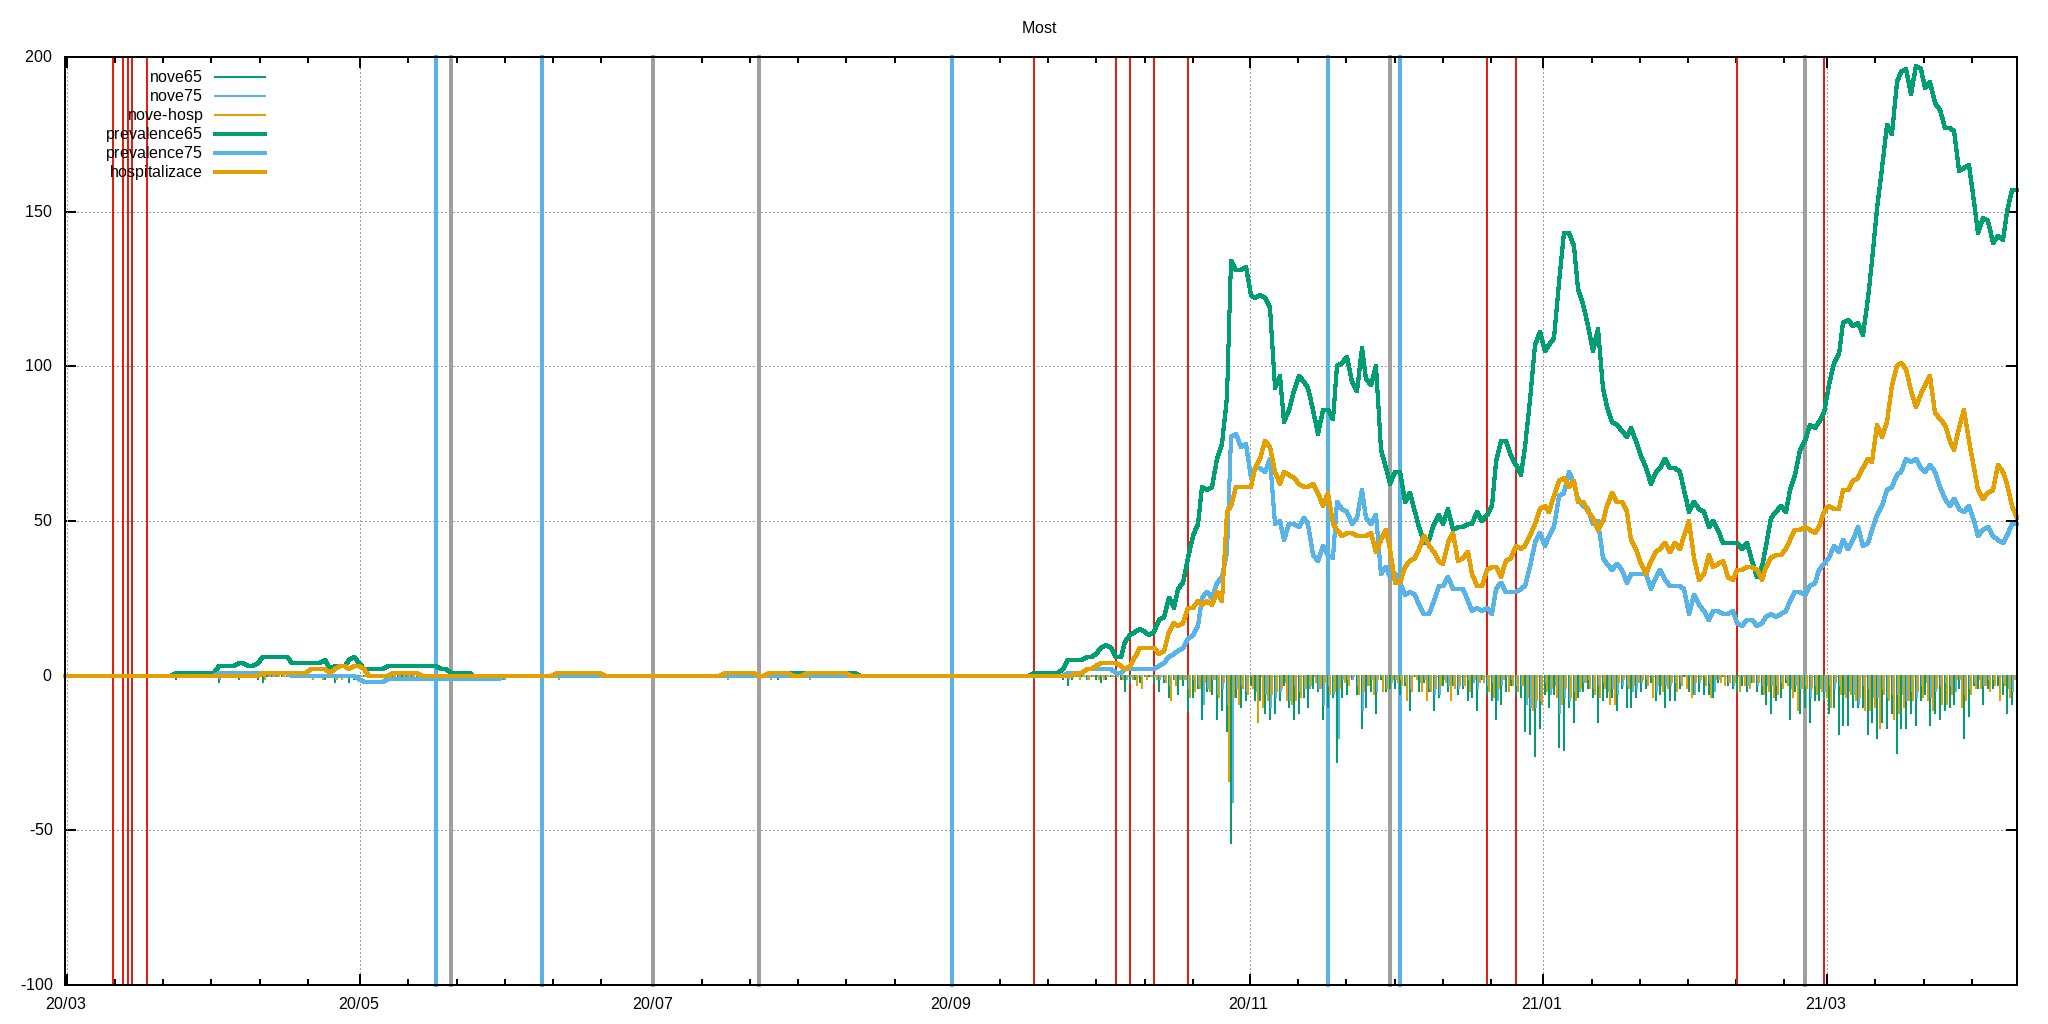 Most
200
nove65
nove75
nove-hosp
prevalence65
prevalence75
hospitalizace
150
100
50
0
-50
-100
20/03 20/05 20/07 20/09 20/11 21/01 21/03